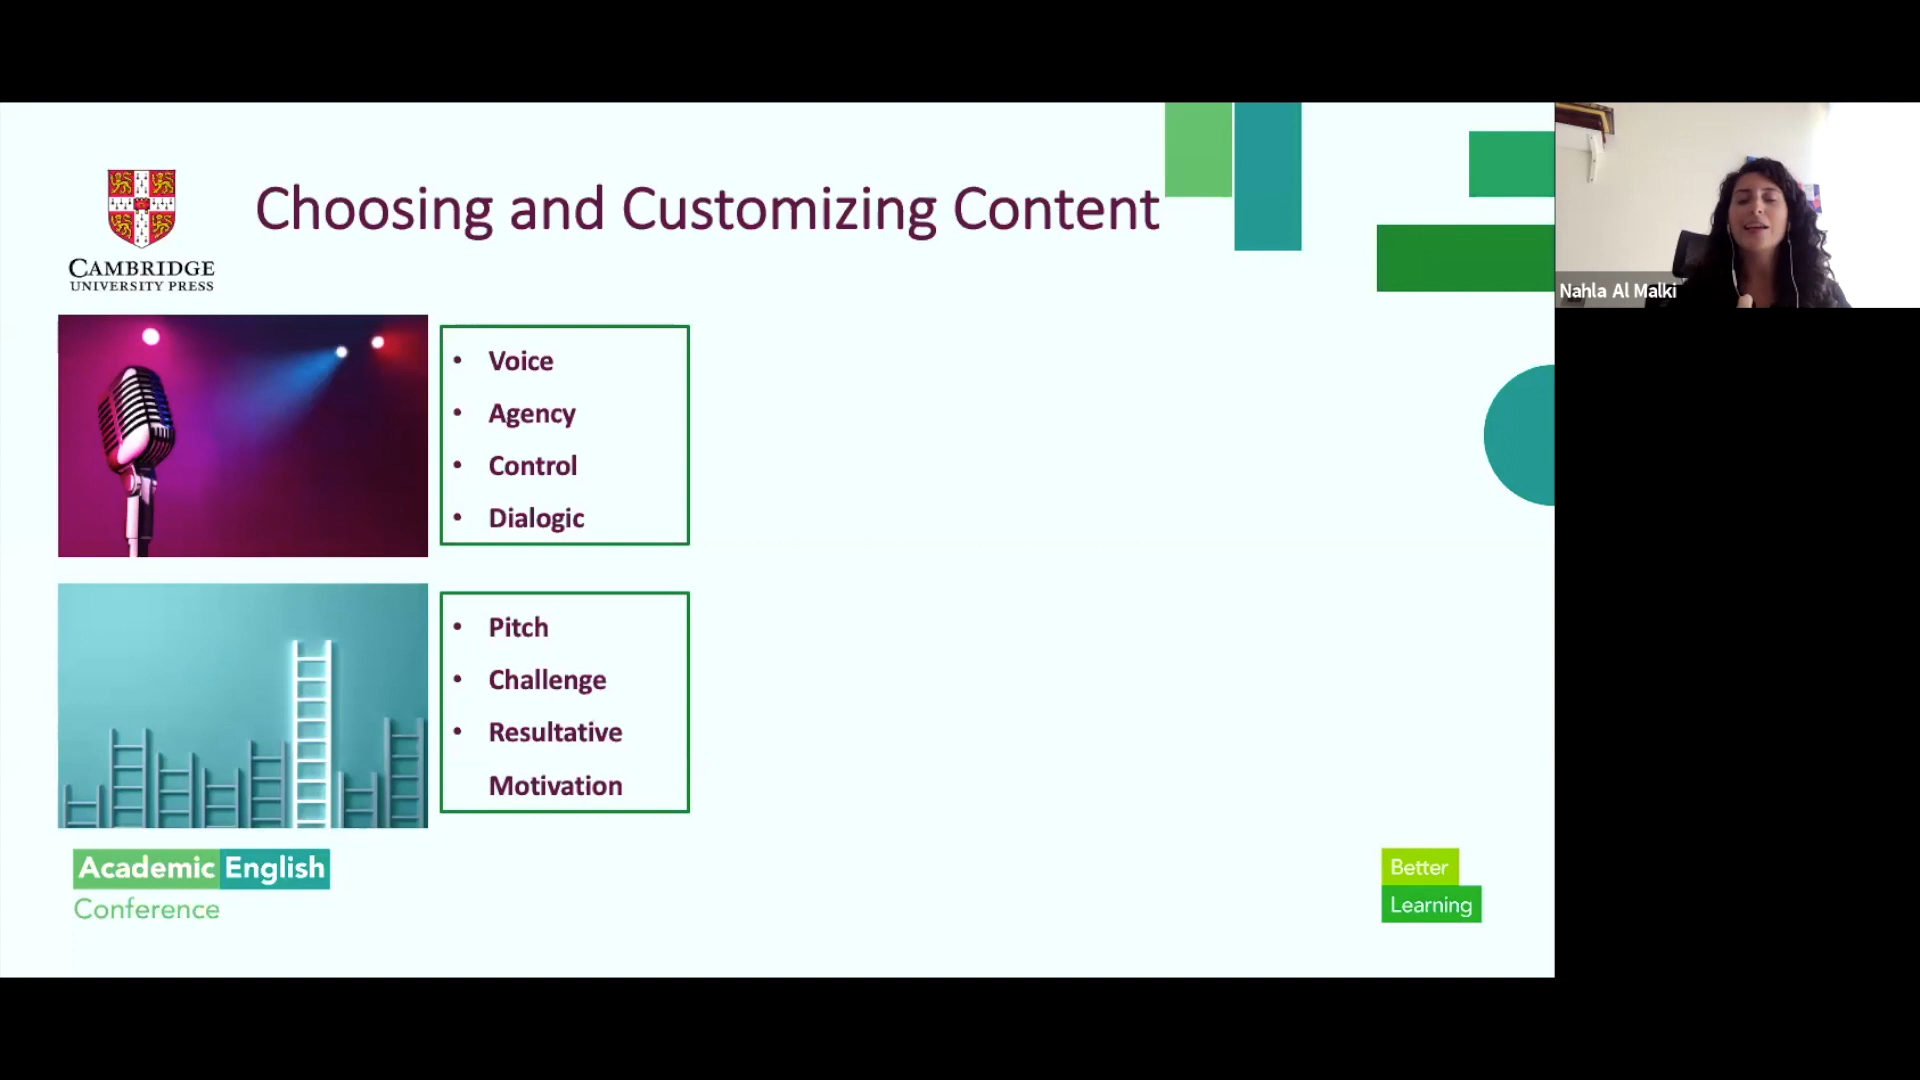 Choosing and Customizing Content
CAMBRIDGE
UNIVERSITY PRESS
Nahla Al Malki
• Voice
• Agency
• Control
• Dialogic
• Pitch
• Challenge
• Resultative
Motivation
Academic English
Conference
Better
Learning